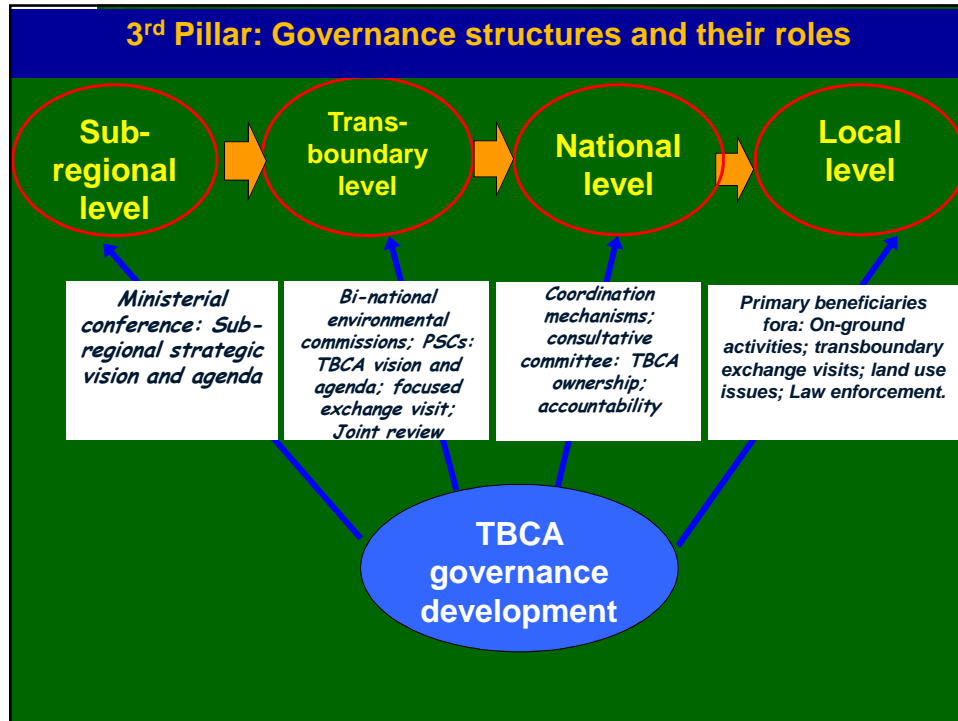 3rd Pillar: Governance structures and their roles
Sub-
regional
level
Trans-
boundary
level
National
level
Local
level
Ministerial
conference: Sub-
regional strategic
vision and agenda
Bi-national
environmental
commissions; PSCs:
TBCA vision and
agenda; focused
exchange visit;
Joint review
Coordination
mechanisms;
consultative
committee: TBCA
ownership;
accountability
Primary beneficiaries
fora: On-ground
activities; transboundary
exchange visits; land use
issues; Law enforcement.
TBCA
governance
development